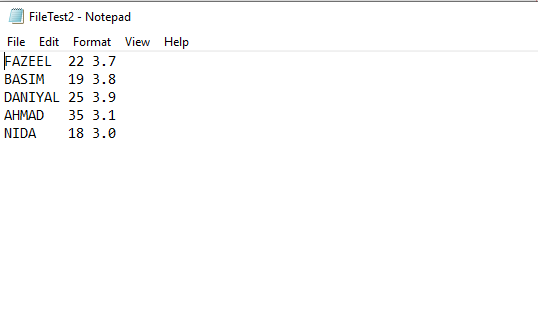 FileTest2 - Notepad
File Edit Format View Help
FAZEEL  22 3.7
BASIM   19 3.8
DANIYAL 25 3.9
AHMAD   35 3.1
NIDA    18 3.0